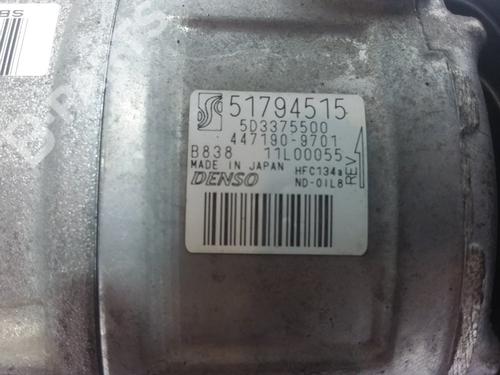 51794515
5D3375500
447190-9701
B838 11L00055
MADE IN JAPAN HFC134a
DENSO ND-OIL8
REV